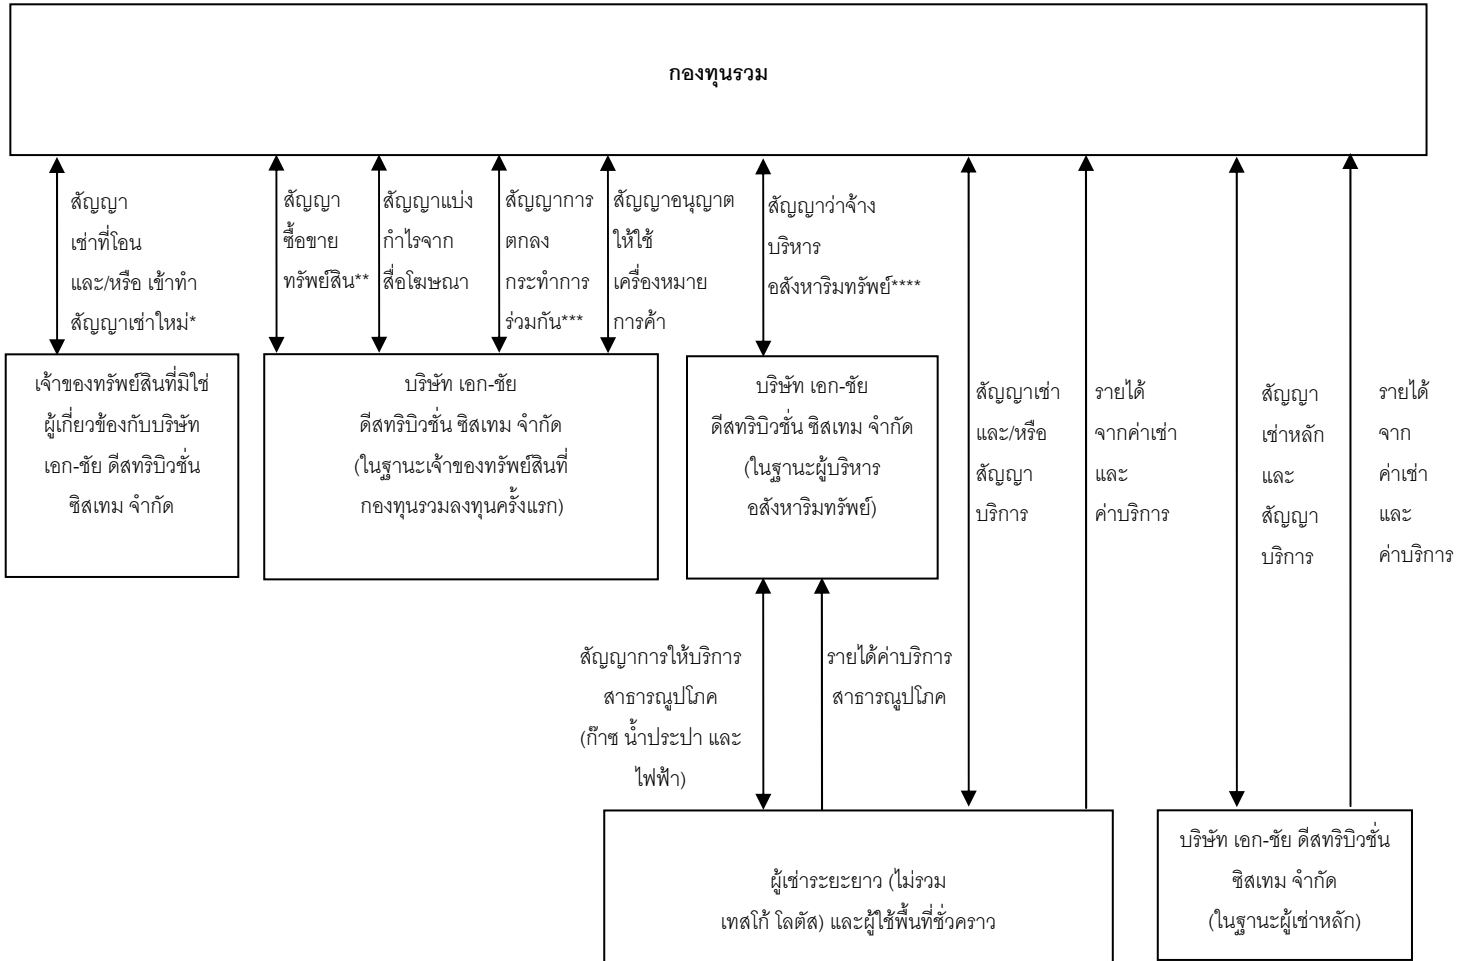 กองทุนรวม
สัญญา
เช่าที่โอน
และ/หรือ เข้าทำ
สัญญาเช่าใหม่*
สัญญา
ซื้อขาย
ทรัพย์สิน**
สัญญาแบ่ง
กำไรจาก
สื่อโฆษณา
สัญญาการ
ตกลง
กระทำการ
ร่วมกัน***
สัญญาอนุญาต
ให้ใช้
เครื่องหมาย
การค้า
สัญญาว่าจ้าง
บริหาร
อสังหาริมทรัพย์****
เจ้าของทรัพย์สินที่มิใช่
ผู้เกี่ยวข้องกับบริษัท
เอก-ชัย ดีสทริบิวชั่น
ซิสเทม จำกัด
บริษัท เอก-ชัย
ดีสทริบิวชั่น ซิสเทม จำกัด
(ในฐานะเจ้าของทรัพย์สินที่
กองทุนรวมลงทุนครั้งแรก)
บริษัท เอก-ชัย
ดีสทริบิวชั่น ซิสเทม จำกัด
(ในฐานะผู้บริหาร
อสังหาริมทรัพย์)
สัญญาเช่า
และ/หรือ
สัญญา
บริการ
รายได้
จากค่าเช่า
และ
ค่าบริการ
สัญญา
เช่าหลัก
และ
สัญญา
บริการ
รายได้
จาก
ค่าเช่า
และ
ค่าบริการ
สัญญาการให้บริการ
สาธารณูปโภค
(ก๊าซ น้ำประปา และ
ไฟฟ้า)
รายได้ค่าบริการ
สาธารณูปโภค
ผู้เช่าระยะยาว (ไม่รวม
เทสโก้ โลตัส) และผู้ใช้พื้นที่ชั่วคราว
บริษัท เอก-ชัย ดีสทริบิวชั่น
ซิสเทม จำกัด
(ในฐานะผู้เช่าหลัก)